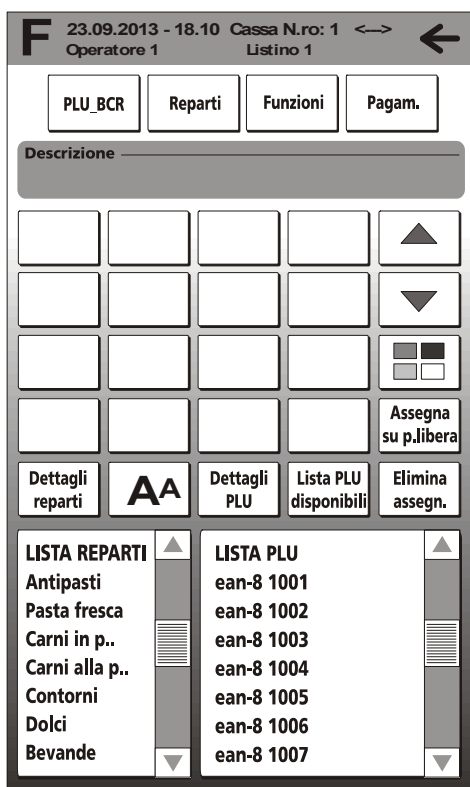 F 23.09.2013 - 18.10 Cassa N.ro: 1 <--->
Operatore 1 Listino 1
PLU_BCR Reparti Funzioni Pagam.
Descrizione
Assegna
su p.libera
Dettagli
reparti
AA
Dettagli
PLU
Lista PLU
disponibili
Elimina
assegn.
LISTA REPARTI
Antipasti
Pasta fresca
Carni in p..
Carni alla p..
Contorni
Dolci
Bevande
LISTA PLU
ean-8 1001
ean-8 1002
ean-8 1003
ean-8 1004
ean-8 1005
ean-8 1006
ean-8 1007